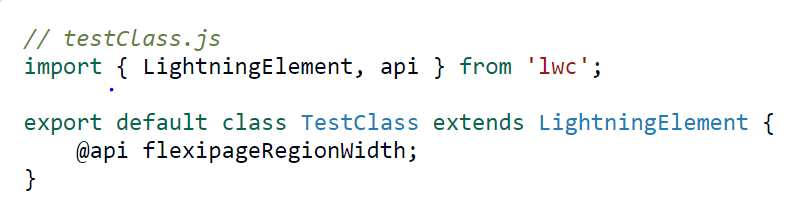 // testClass.js
import { LightningElement, api } from 'lwc';
export default class TestClass extends LightningElement {
@api flexipageRegionWidth;
}